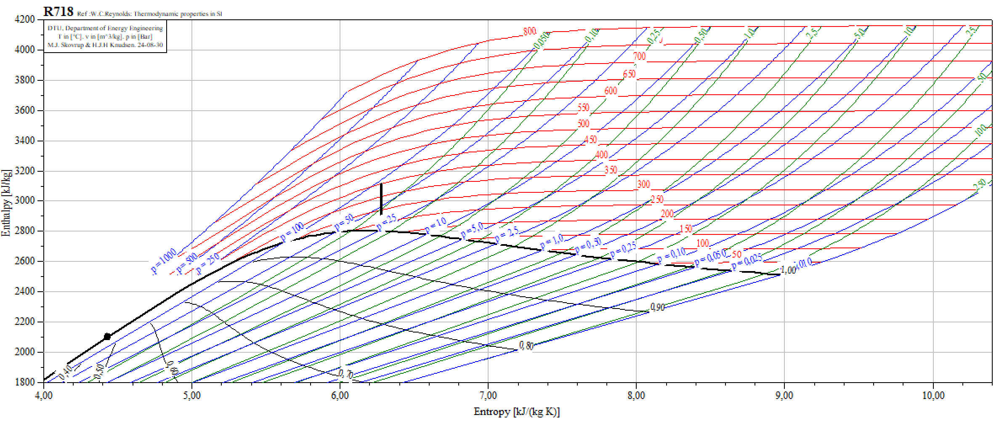 R718 Ref :W.C.Reynolds: Thermodynamic properties in SI
DTU, Department of Energy Engineering
T in [°C]. v in [m^3/kg]. p in [Bar]
M.J. Skovrup & H.J.H Knudsen. 24-08-30
Enthalpy [kJ/kg]
4200
4000
3800
3600
3400
3200
3000
2800
2600
2400
2200
2000
1800
4,00
5,00
6,00
7,00
8,00
9,00
10,00
Entropy [kJ/(kg K)]
800
700
650
600
550
500
450
400
350
300
250
200
150
100
50
0,050
0,10
0,25
0,50
1,0
2,5
5,0
10
25
50
100
250
p = 1000
p = 500
p = 250
p = 100
p = 50
p = 25
p = 10
p = 5,0
p = 2,5
p = 1,0
p = 0,50
p = 0,25
p = 0,10
p = 0,050
p = 0,025
0,40
0,50
0,70
0,80
0,90
1,00